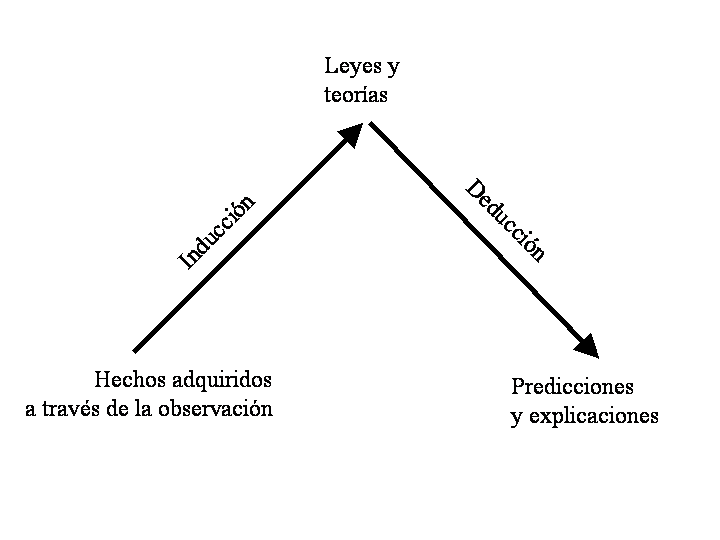 Leyes y
teorías
Inducción
Deducción
Hechos adquiridos
a través de la observación
Predicciones
y explicaciones